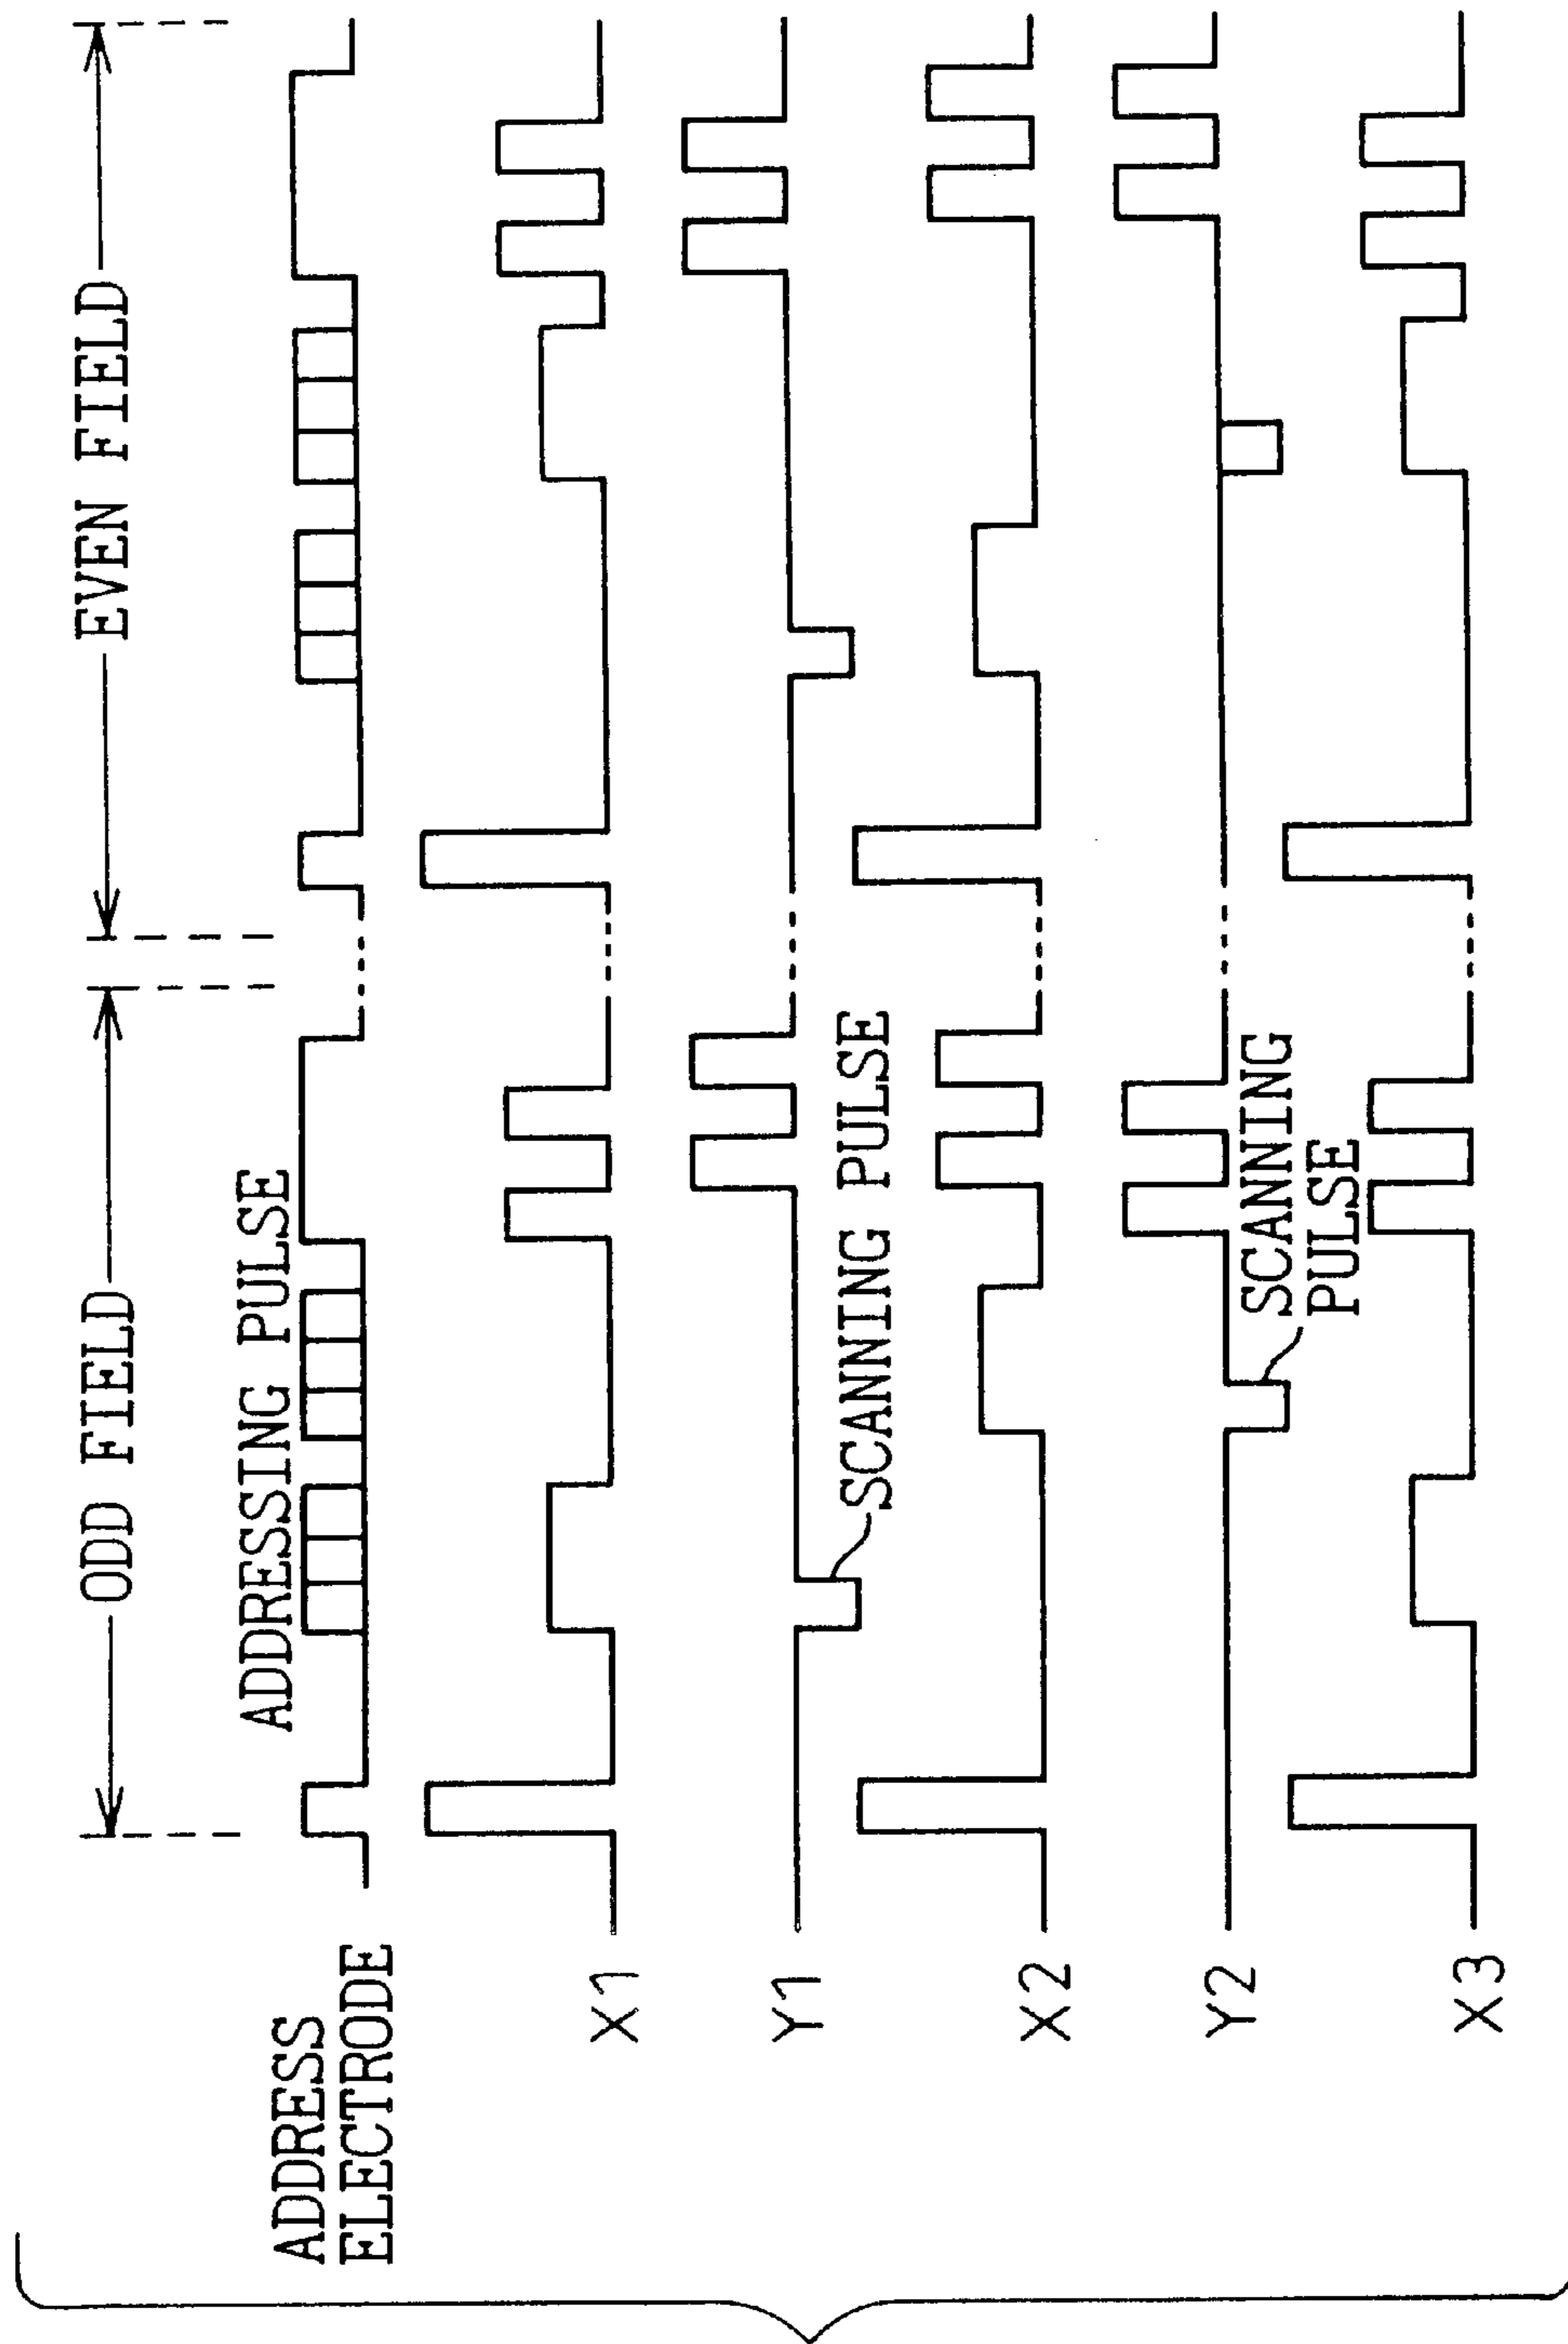 ODD FIELD
EVEN FIELD
ADDRESSING PULSE
ADDRESS
ELECTRODE
X1
Y1
SCANNING PULSE
X2
Y2
SCANNING
PULSE
X3